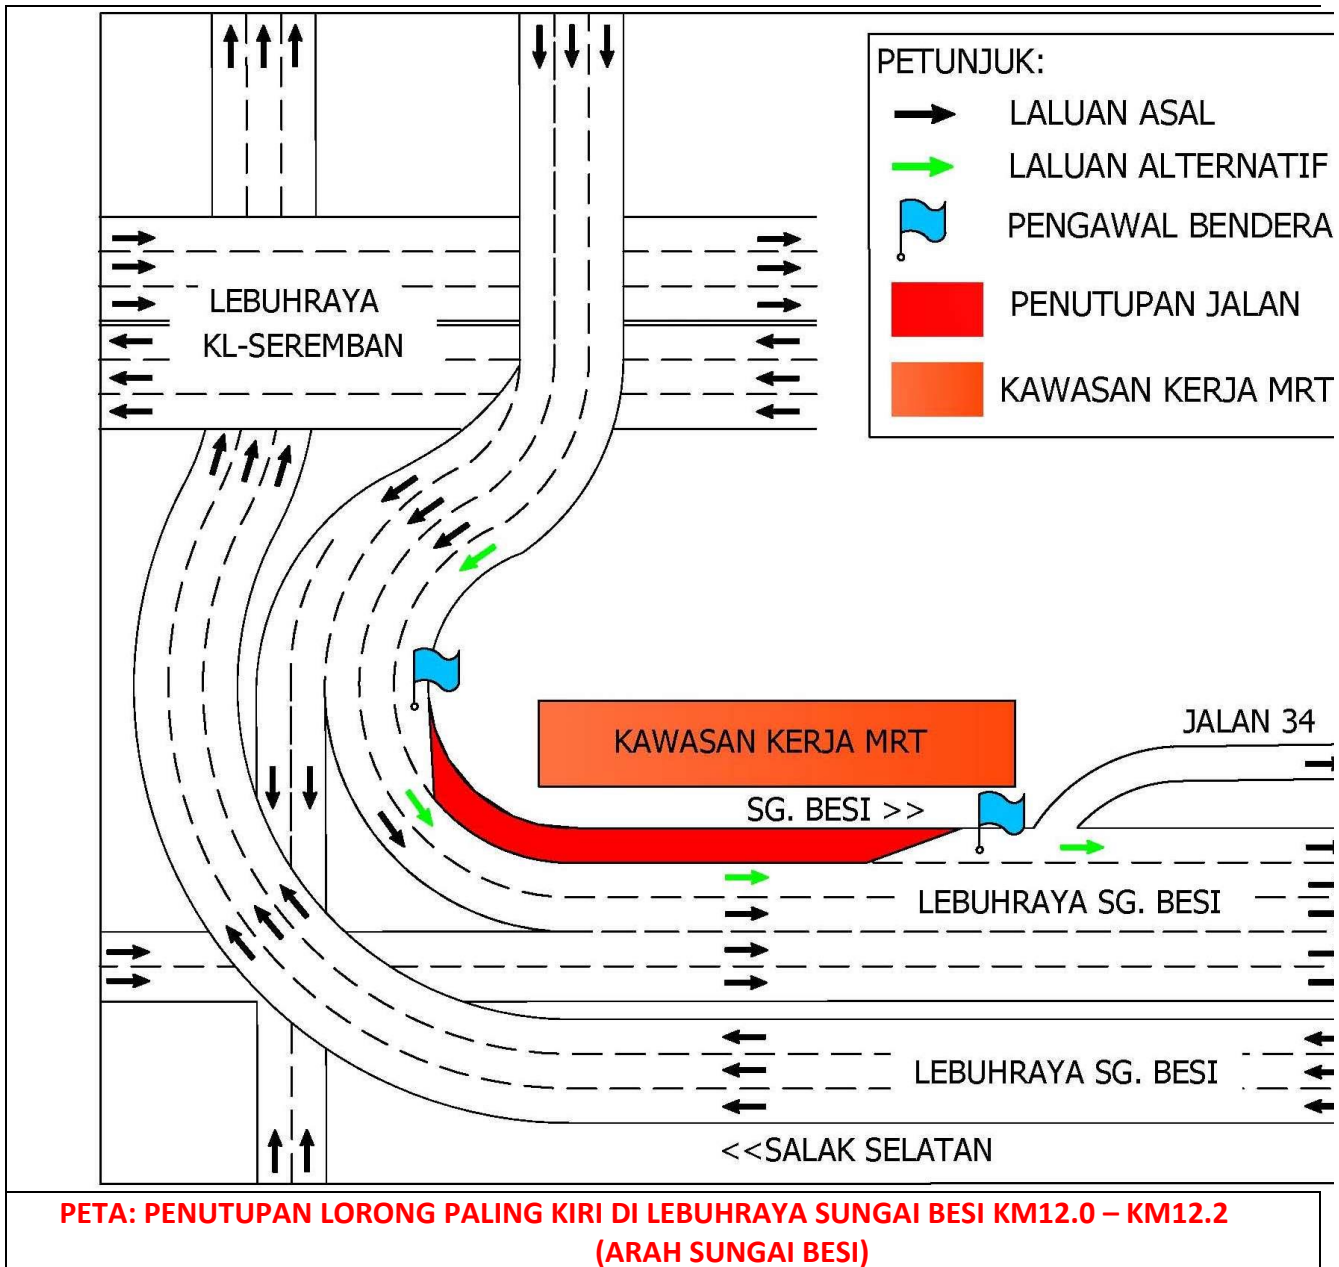 PETUNJUK:
LALUAN ASAL
LALUAN ALTERNATIF
PENGAWAL BENDERA
PENUTUPAN JALAN
KAWASAN KERJA MRT
LEBUHRAYA
KL-SEREMBAN
KAWASAN KERJA MRT
JALAN 34
SG. BESI >>
LEBUHRAYA SG. BESI
LEBUHRAYA SG. BESI
<<SALAK SELATAN
PETA: PENUTUPAN LORONG PALING KIRI DI LEBUHRAYA SUNGAI BESI KM12.0 – KM12.2
(ARAH SUNGAI BESI)